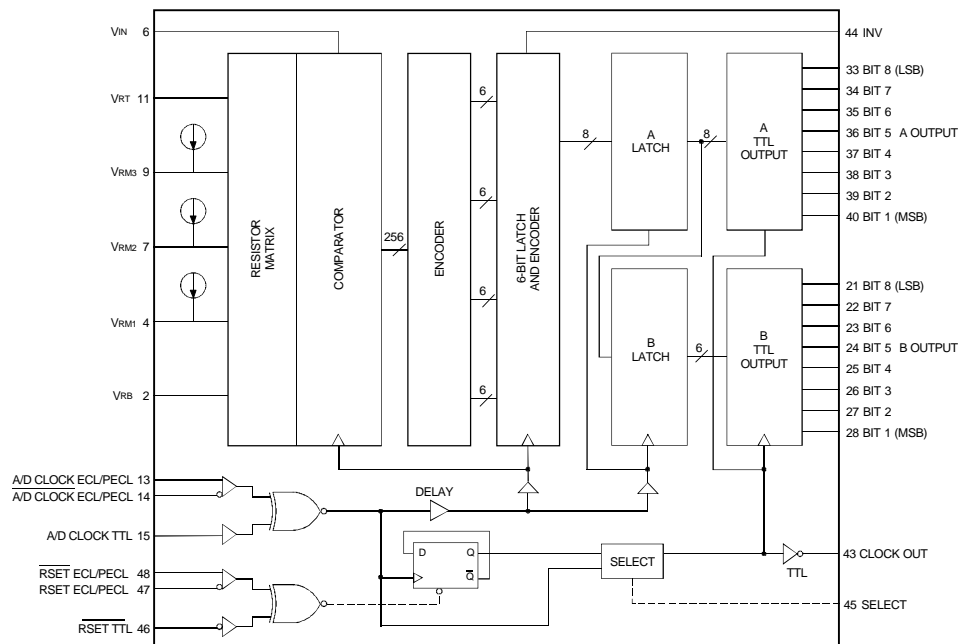 VIN 6
VRT 11
VRM3 9
VRM2 7
VRM1 4
VRB 2
A/D CLOCK ECL/PECL 13
A/D CLOCK ECL/PECL 14
A/D CLOCK TTL 15
RSET ECL/PECL 48
RSET ECL/PECL 47
RSET TTL 46
RESISTOR
MATRIX
COMPARATOR
256
ENCODER
6
6
6
6
6-BIT LATCH
AND ENCODER
8
A
LATCH
8
A
TTL
OUTPUT
B
LATCH
6
B
TTL
OUTPUT
DELAY
D Q
Q
SELECT
TTL
44 INV
33 BIT 8 (LSB)
34 BIT 7
35 BIT 6
36 BIT 5 A OUTPUT
37 BIT 4
38 BIT 3
39 BIT 2
40 BIT 1 (MSB)
21 BIT 8 (LSB)
22 BIT 7
23 BIT 6
24 BIT 5 B OUTPUT
25 BIT 4
26 BIT 3
27 BIT 2
28 BIT 1 (MSB)
43 CLOCK OUT
45 SELECT